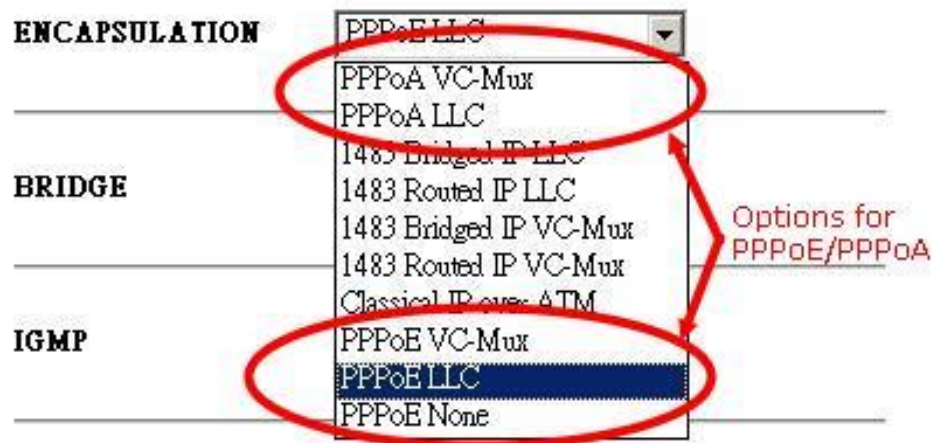 ENCAPSULATION
PPPoE LLC
PPPoA VC-Mux
PPPoA LLC
1483 Bridged IP LLC
BRIDGE
1483 Routed IP LLC
1483 Bridged IP VC-Mux
1483 Routed IP VC-Mux
Classical IP over ATM
Options for
PPPoE/PPPoA
IGMP
PPPoE VC-Mux
PPPoE LLC
PPPoE None